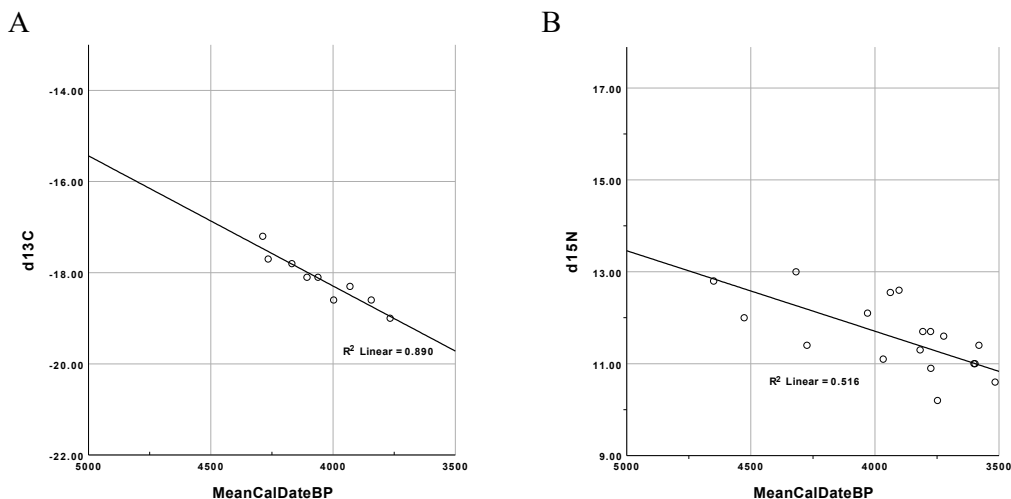 A
-14.00
-16.00
-18.00
-20.00
-22.00
d13C
R² Linear = 0.890
5000 4500 4000 3500
MeanCalDateBP
B
17.00
15.00
13.00
11.00
9.00
d15N
R² Linear = 0.516
5000 4500 4000 3500
MeanCalDateBP